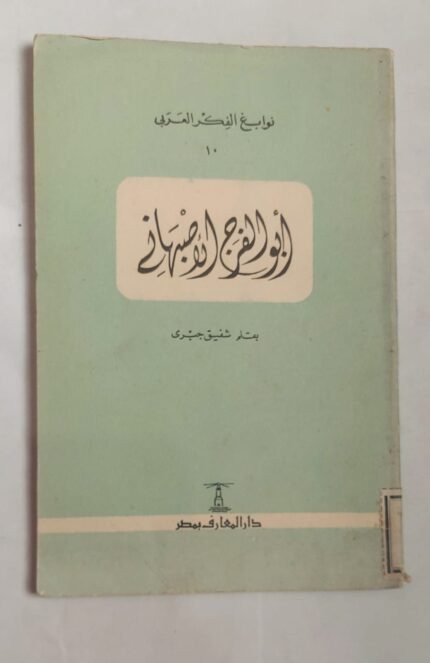 نوابغ الفكر العربي
١٠
أبو الفرج الأصبهاني
بقلم شفيق جبري
دار المعارف بمصر